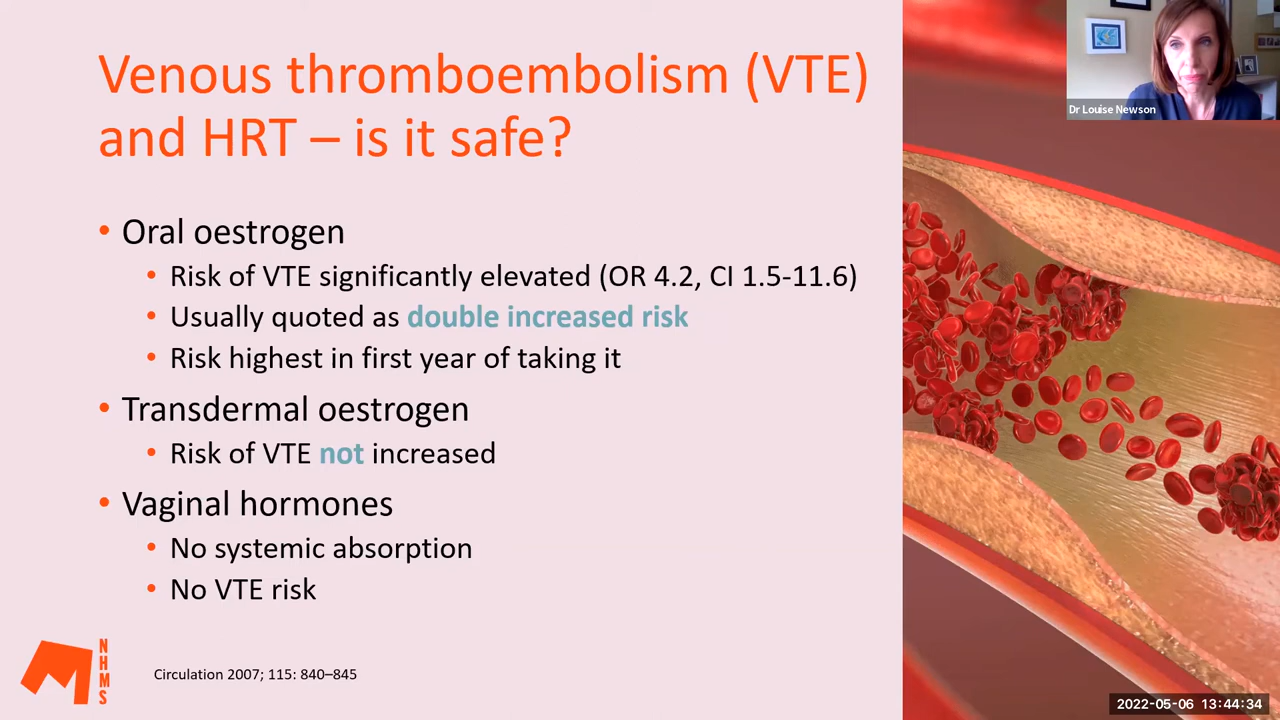 Venous thromboembolism (VTE)
and HRT – is it safe?
• Oral oestrogen
• Risk of VTE significantly elevated (OR 4.2, CI 1.5-11.6)
• Usually quoted as double increased risk
• Risk highest in first year of taking it
• Transdermal oestrogen
• Risk of VTE not increased
• Vaginal hormones
• No systemic absorption
• No VTE risk
NHMS
Circulation 2007; 115: 840–845
Dr Louise Newson
2022-05-06 13:44:34